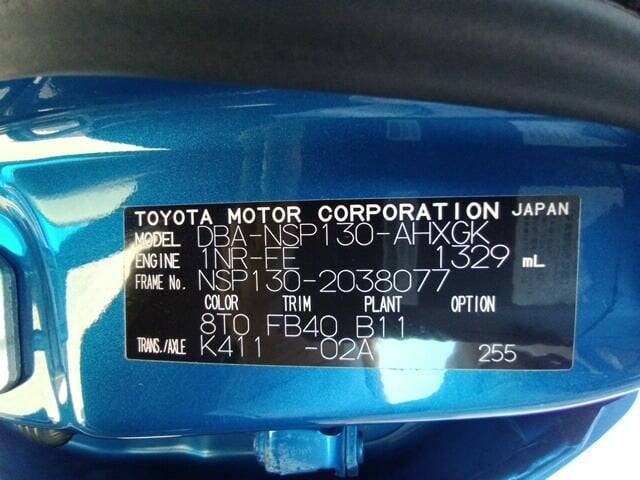 TOYOTA MOTOR CORPORATION JAPAN
MODEL DBA-NSP130-AHXGK
ENGINE 1NR-FE 1329 mL
FRAME No. NSP130-2038077
COLOR TRIM PLANT OPTION
8T0 FB40 B11
TRANS./AXLE K411 -02A 255